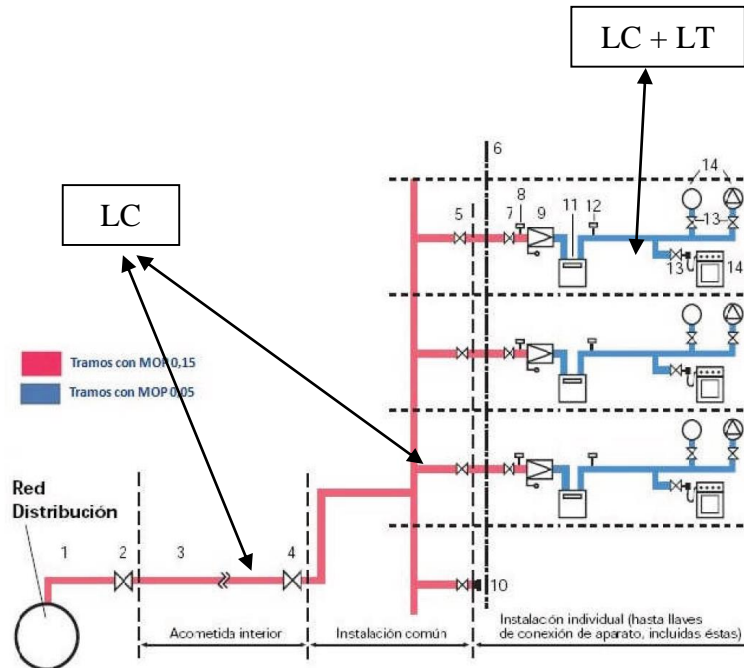 LC + LT
LC
6
14
5
7
8
9
11
12
13
13
14
Tramos con MOP 0,15
Tramos con MOP 0,05
Red
Distribución
1
2
3
4
10
Acometida interior
Instalación común
Instalación individual (hasta llaves
de conexión de aparato, incluidas éstas)